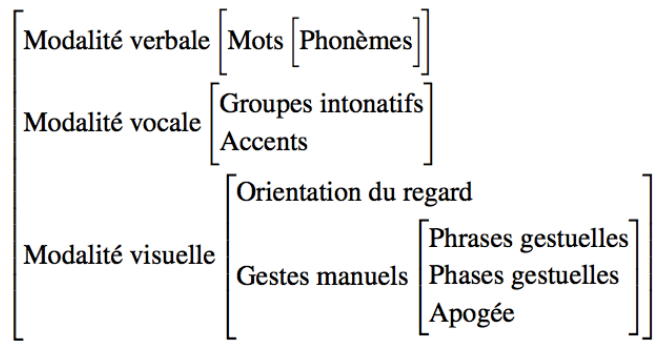 Modalité verbale Mots Phonèmes
Modalité vocale Groupes intonatifs
Accents
Modalité visuelle Orientation du regard
Gestes manuels Phrases gestuelles
Phases gestuelles
Apogée